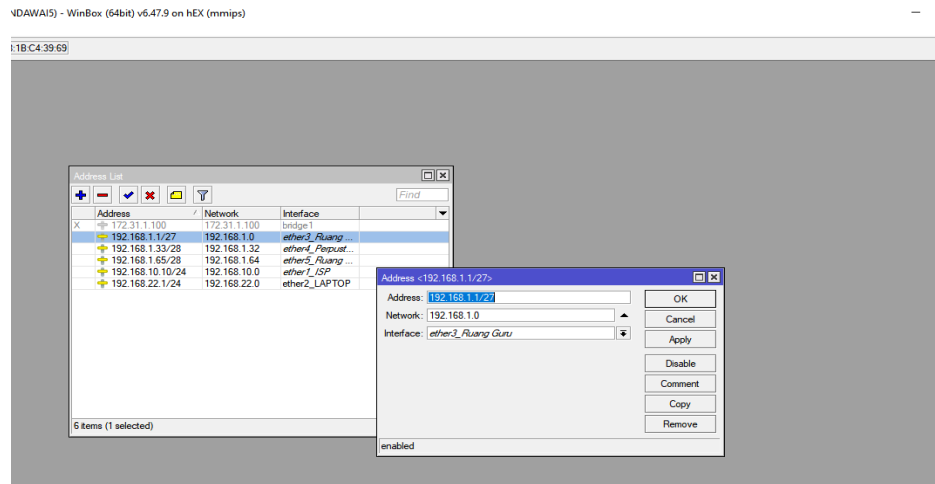 NDAWAI5) - WinBox (64bit) v6.47.9 on hEX (mmips)
:1B:C4:39:69
Address List
Find
Address Network Interface
X 172.31.1.100 172.31.1.100 bridge1
192.168.1.1/27 192.168.1.0 ether3_Ruang ...
192.168.1.33/28 192.168.1.32 ether4_Perpust...
192.168.1.65/28 192.168.1.64 ether5_Ruang ...
192.168.10.10/24 192.168.10.0 ether1_ISP
192.168.22.1/24 192.168.22.0 ether2_LAPTOP
6 items (1 selected)
Address <192.168.1.1/27>
Address: 192.168.1.1/27
Network: 192.168.1.0
Interface: ether3_Ruang Guru
OK
Cancel
Apply
Disable
Comment
Copy
Remove
enabled